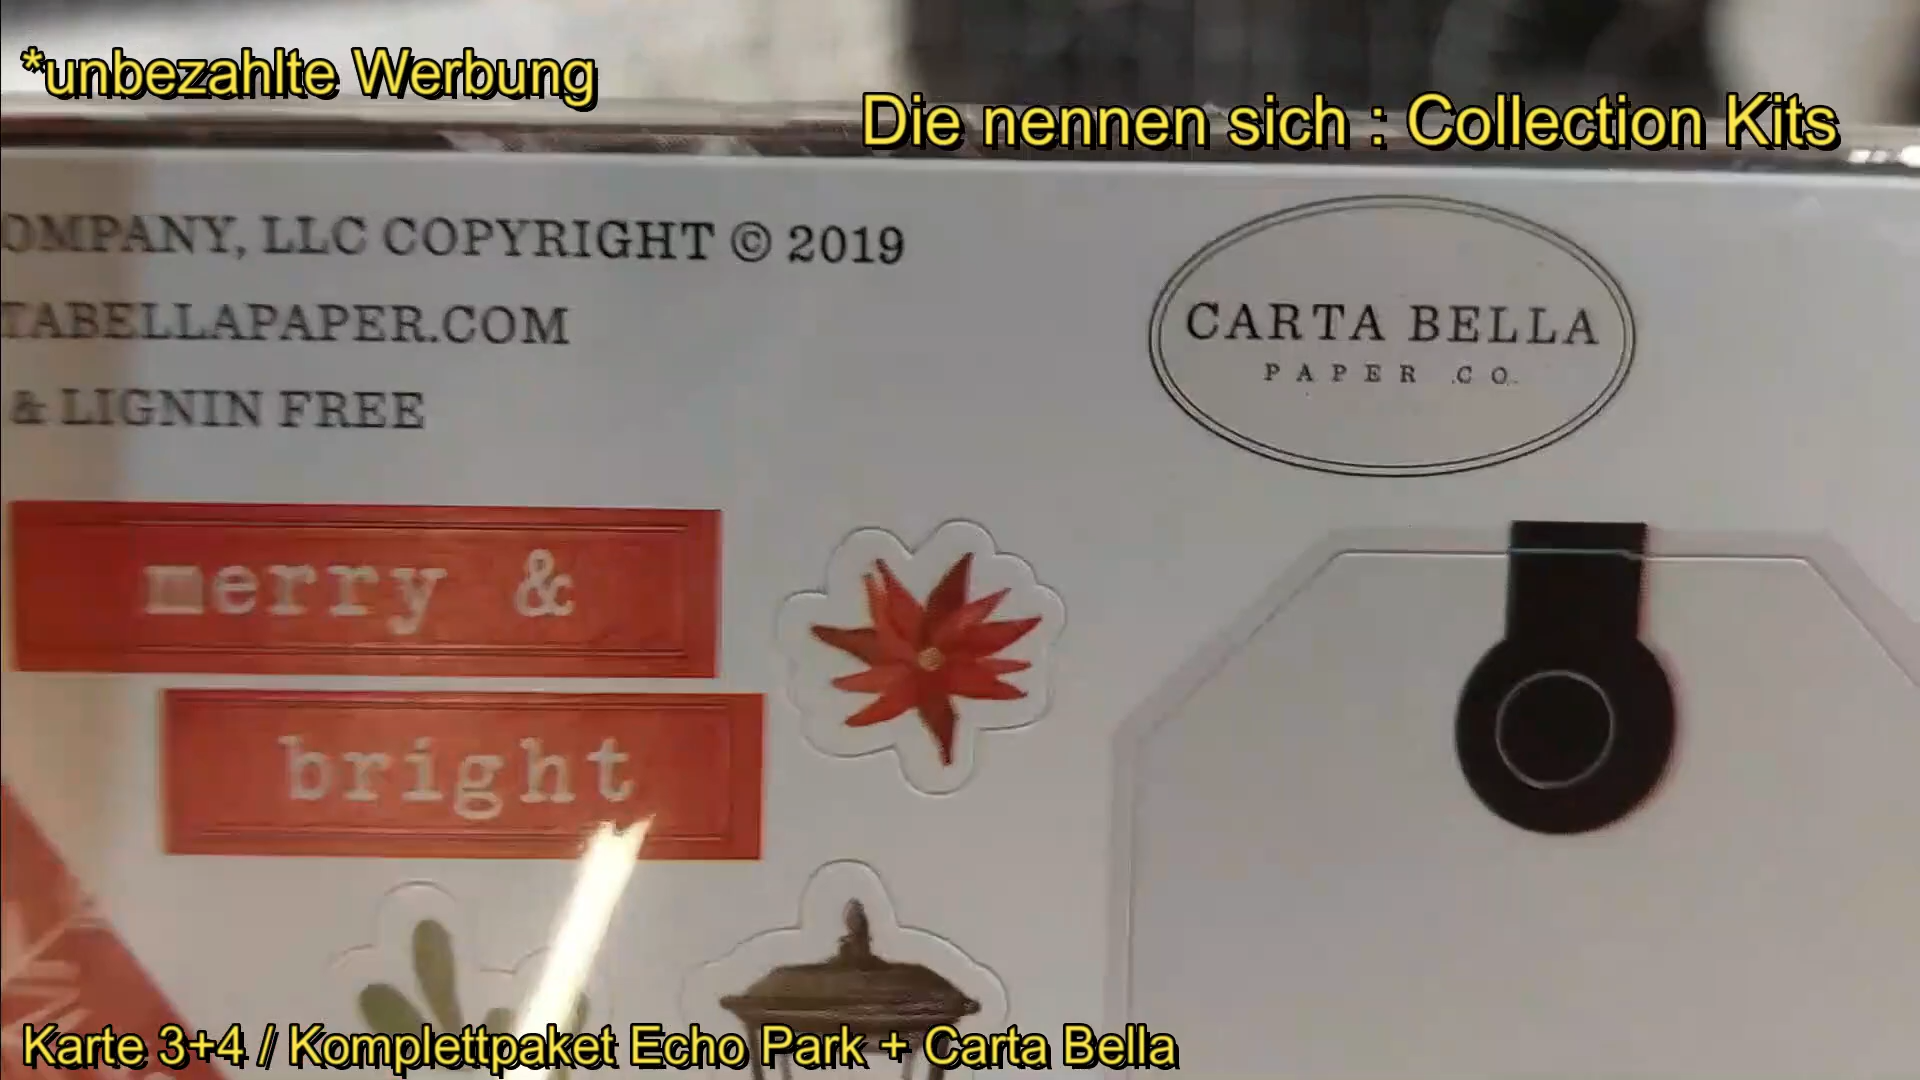 *unbezahlte Werbung
Die nennen sich : Collection Kits
OMPANY, LLC COPYRIGHT © 2019
TABELLAPAPER.COM
& LIGNIN FREE
CARTA BELLA
PAPER CO.
merry &
bright
Karte 3+4 / Komplettpaket Echo Park + Carta Bella